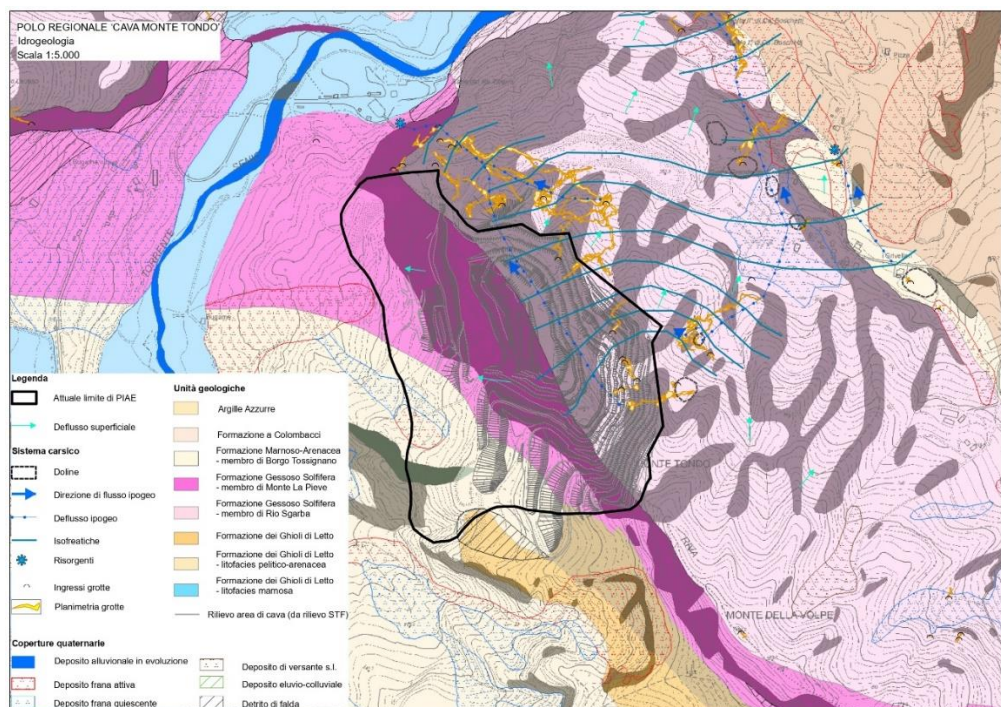 POLO REGIONALE 'CAVA MONTE TONDO'
Idrogeologia
Scala 1:5.000
TORRENTE
SENIO
MONTE TONDO
RIVA
MONTE DELLA VOLPE
Legenda
Attuale limite di PIAE
Deflusso superficiale
Sistema carsico
Doline
Direzione di flusso ipogeo
Deflusso ipogeo
Isofreatiche
Risorgenti
Ingressi grotte
Planimetria grotte
Coperture quaternarie
Deposito alluvionale in evoluzione
Deposito frana attiva
Deposito frana quiescente
Unità geologiche
Argille Azzurre
Formazione a Colombacci
Formazione Marnoso-Arenacea
- membro di Borgo Tossignano
Formazione Gessoso Solfifera
- membro di Monte La Pieve
Formazione Gessoso Solfifera
- membro di Rio Sgarba
Formazione dei Ghioli di Letto
Formazione dei Ghioli di Letto
- litofacies pelitico-arenacea
Formazione dei Ghioli di Letto
- litofacies marnosa
Rilievo area di cava (da rilievo STF)
Deposito di versante s.l.
Deposito eluvio-colluviale
Detrito di falda